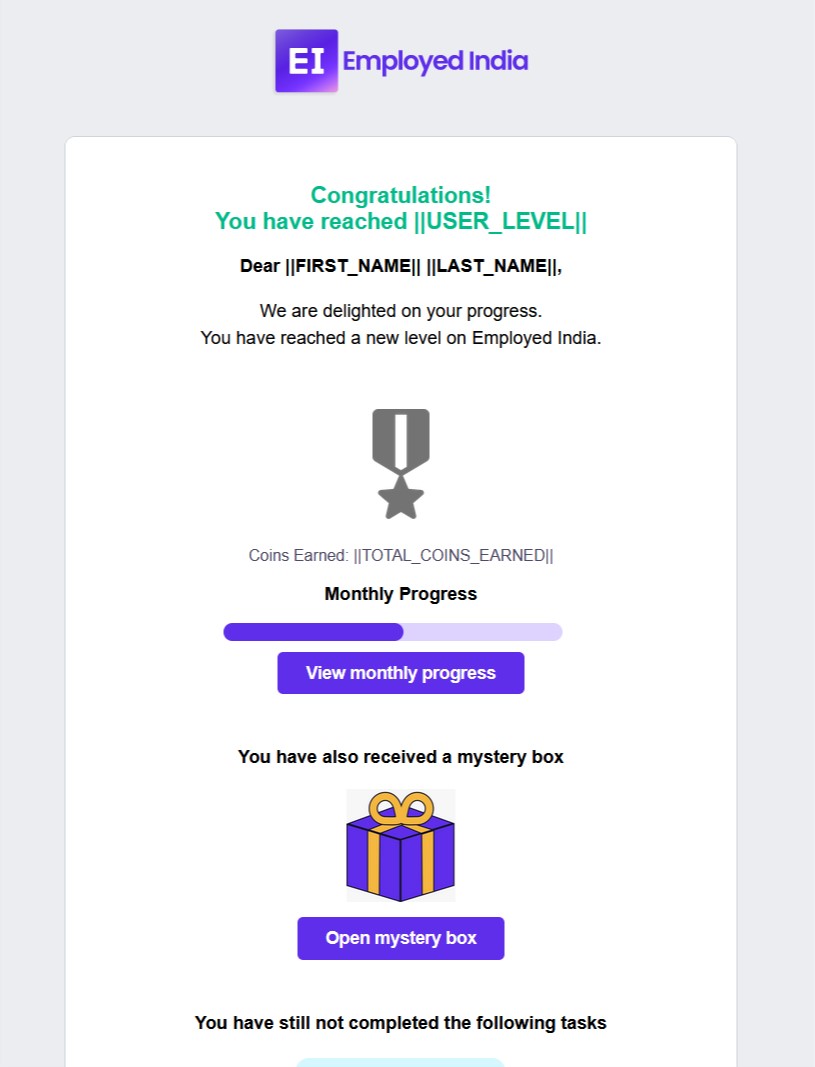 EI Employed India
Congratulations!
You have reached ||USER_LEVEL||
Dear ||FIRST_NAME|| ||LAST_NAME||,
We are delighted on your progress.
You have reached a new level on Employed India.
Coins Earned: ||TOTAL_COINS_EARNED||
Monthly Progress
View monthly progress
You have also received a mystery box
Open mystery box
You have still not completed the following tasks